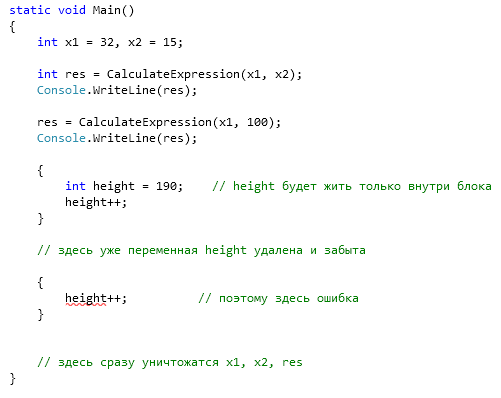 static void Main()
{
int x1 = 32, x2 = 15;
int res = CalculateExpression(x1, x2);
Console.WriteLine(res);
res = CalculateExpression(x1, 100);
Console.WriteLine(res);
{
int height = 190; // height будет жить только внутри блока
height++;
}
// здесь уже переменная height удалена и забыта
{
height++; // поэтому здесь ошибка
}
// здесь сразу уничтожатся x1, x2, res
}